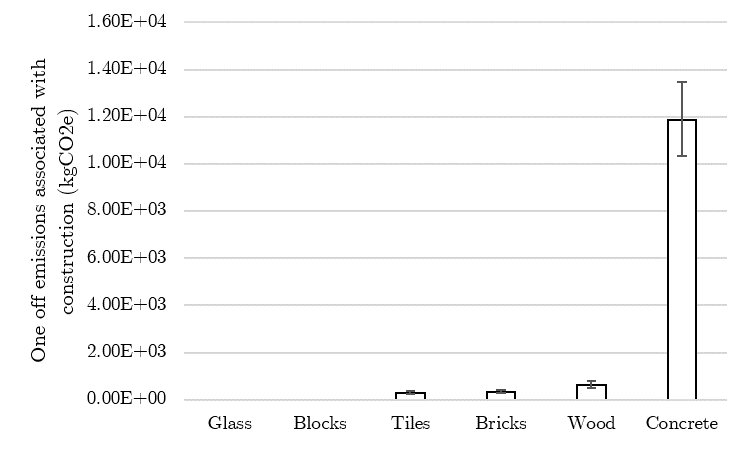 One off emissions associated with
construction (kgCO2e)
1.60E+04
1.40E+04
1.20E+04
1.00E+04
8.00E+03
6.00E+03
4.00E+03
2.00E+03
0.00E+00
Glass Blocks Tiles Bricks Wood Concrete